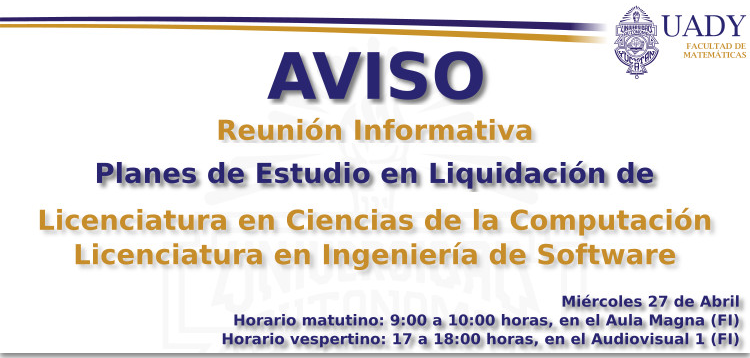 UADY
FACULTAD DE
MATEMÁTICAS
AVISO
Reunión Informativa
Planes de Estudio en Liquidación de
Licenciatura en Ciencias de la Computación
Licenciatura en Ingeniería de Software
Miércoles 27 de Abril
Horario matutino: 9:00 a 10:00 horas, en el Aula Magna (FI)
Horario vespertino: 17 a 18:00 horas, en el Audiovisual 1 (FI)